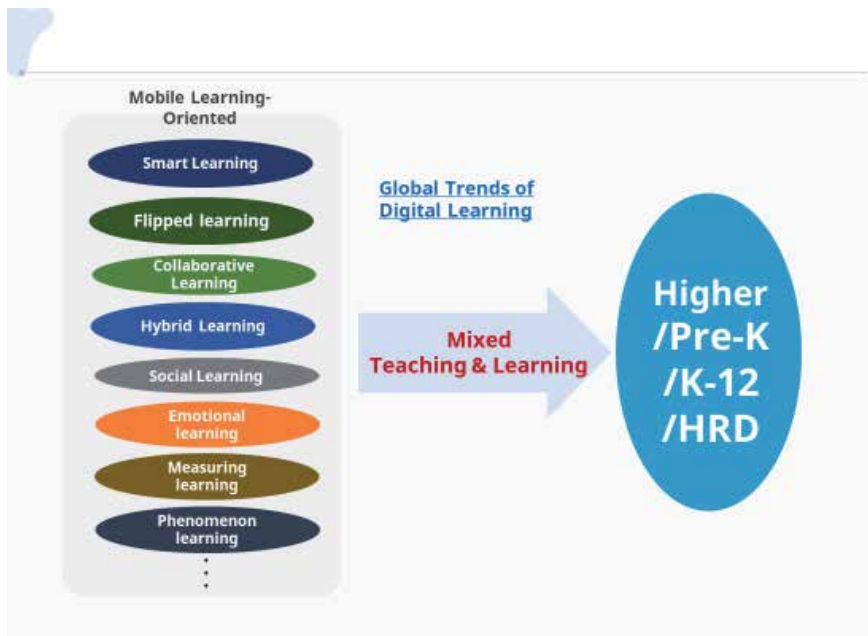 Mobile Learning-
Oriented
Smart Learning
Flipped learning
Collaborative
Learning
Hybrid Learning
Social Learning
Emotional
learning
Measuring
learning
Phenomenon
learning
Global Trends of
Digital Learning
Mixed
Teaching & Learning
Higher
/Pre-K
/K-12
/HRD